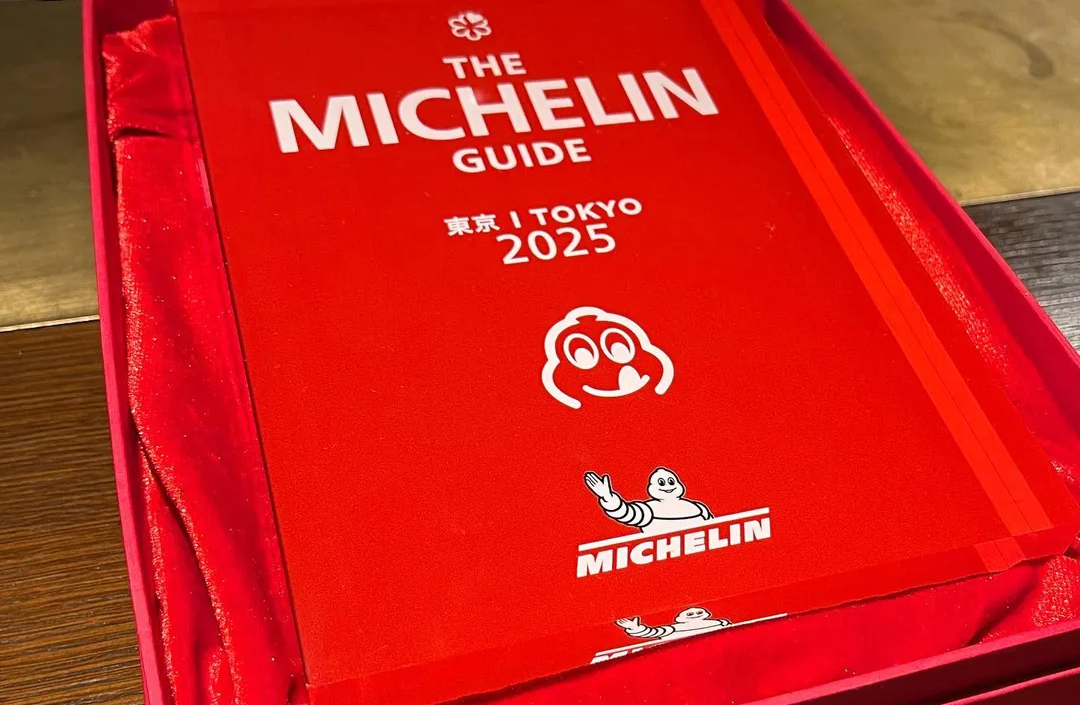 THE
MICHELIN
GUIDE
東京 | TOKYO
2025
MICHELIN